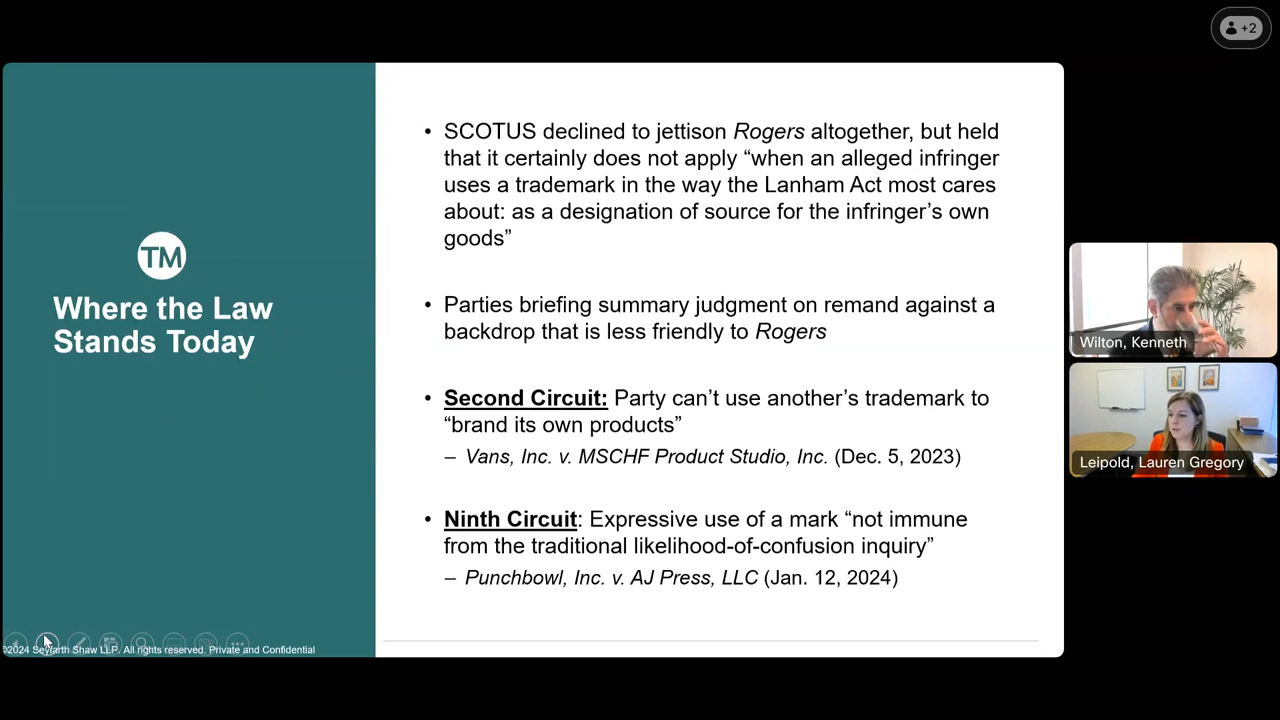 +2
TM
Where the Law
Stands Today
• SCOTUS declined to jettison Rogers altogether, but held
that it certainly does not apply “when an alleged infringer
uses a trademark in the way the Lanham Act most cares
about: as a designation of source for the infringer’s own
goods”
• Parties briefing summary judgment on remand against a
backdrop that is less friendly to Rogers
• Second Circuit: Party can’t use another’s trademark to
“brand its own products”
– Vans, Inc. v. MSCHF Product Studio, Inc. (Dec. 5, 2023)
• Ninth Circuit: Expressive use of a mark “not immune
from the traditional likelihood-of-confusion inquiry”
– Punchbowl, Inc. v. AJ Press, LLC (Jan. 12, 2024)
©2024 Seyfarth Shaw LLP. All rights reserved. Private and Confidential
Wilton, Kenneth
Leipold, Lauren Gregory